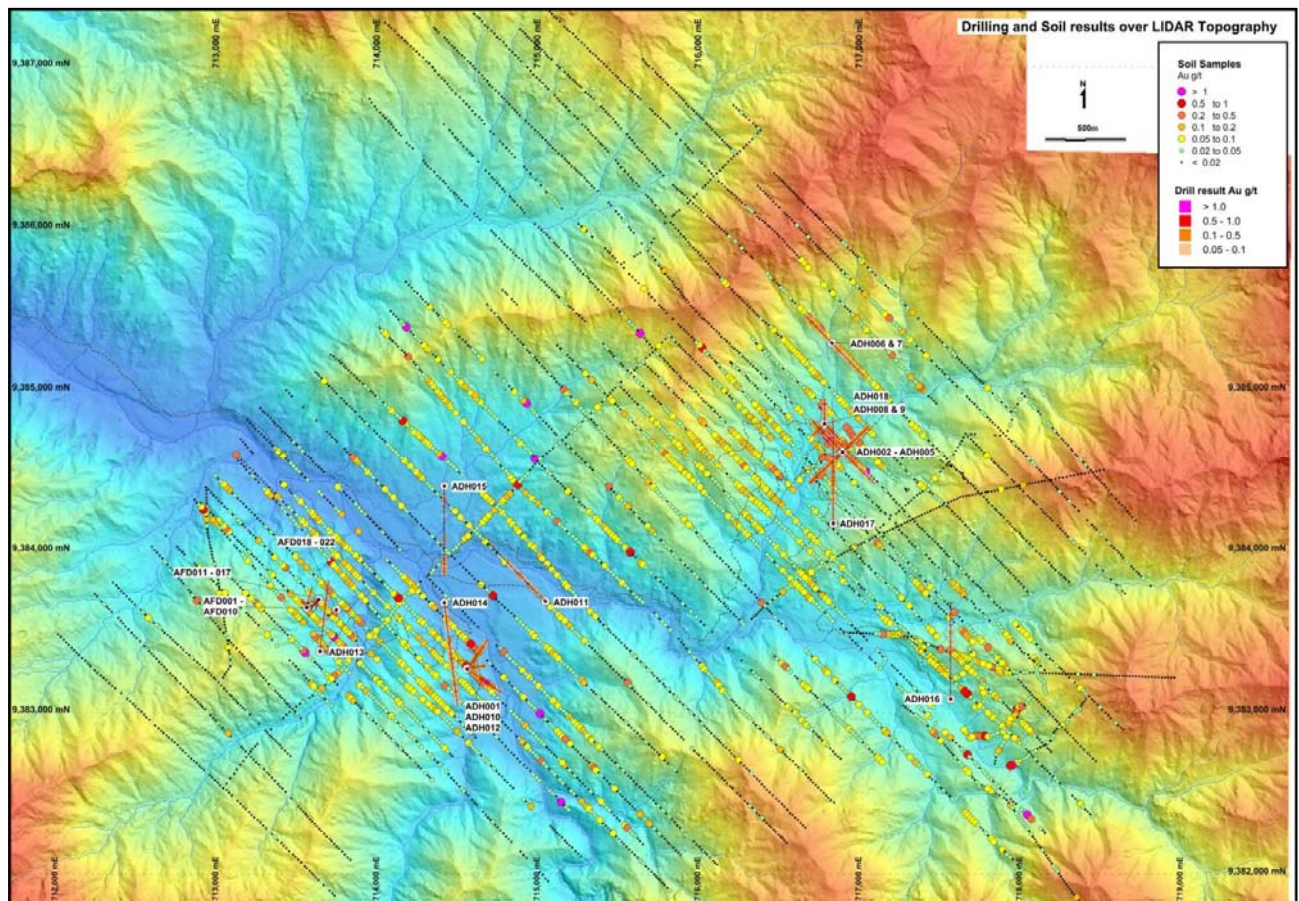 Drilling and Soil results over LIDAR Topography
713,000 mE
714,000 mE
715,000 mE
716,000 mE
717,000 mE
9,387,000 mN
N
500m
Soil Samples
Au g/t
> 1
0.5 to 1
0.2 to 0.5
0.1 to 0.2
0.05 to 0.1
0.02 to 0.05
< 0.02
Drill result Au g/t
> 1.0
0.5 - 1.0
0.1 - 0.5
0.05 - 0.1
9,386,000 mN
ADH006 & 7
9,385,000 mN
9,385,000 mN
ADH018
ADH008 & 9
ADH002 - ADH005
ADH015
ADH017
9,384,000 mN
AFD018 - 022
9,384,000 mN
AFD011 - 017
AFD001 -
AFD010
ADH014
ADH011
ADH013
ADH016
ADH001
ADH010
ADH012
9,383,000 mN
9,383,000 mN
9,382,000 mN
712,000 mE
713,000 mE
714,000 mE
715,000 mE
716,000 mE
717,000 mE
718,000 mE
719,000 mE